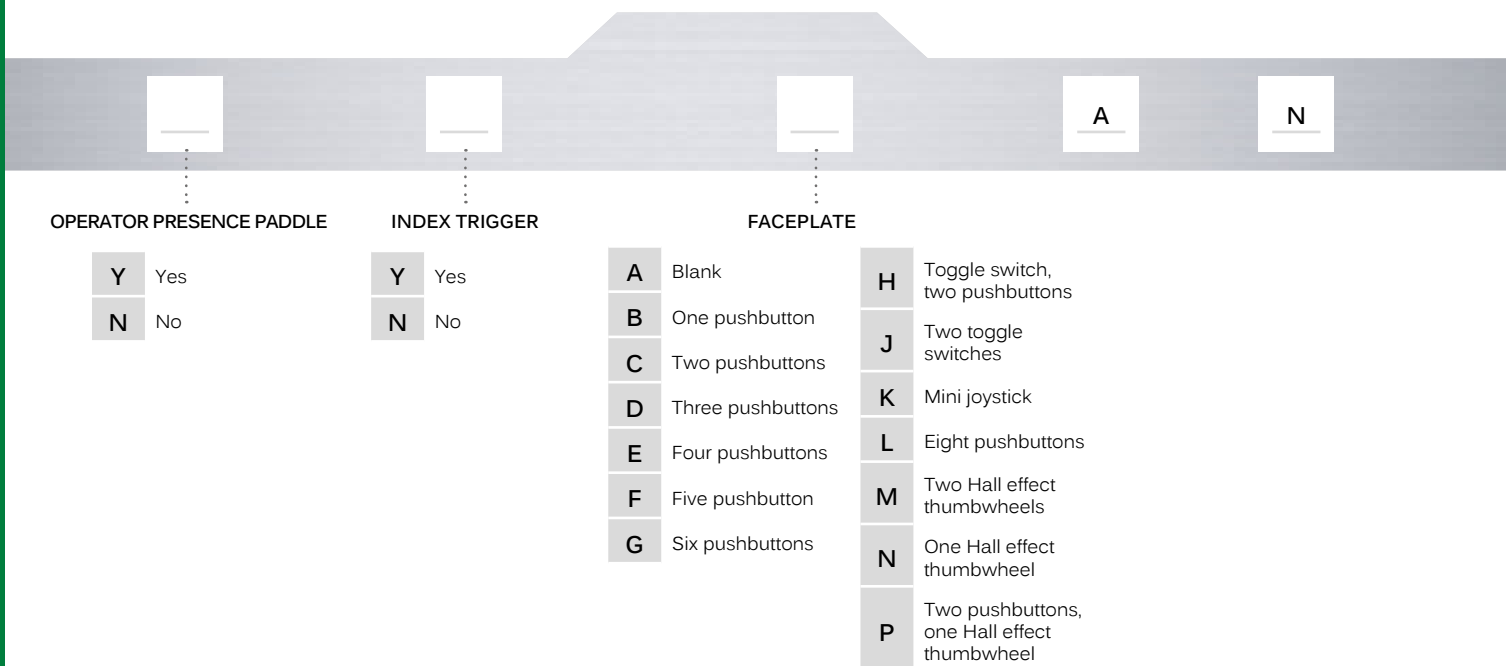 A N
OPERATOR PRESENCE PADDLE
Y Yes
N No
INDEX TRIGGER
Y Yes
N No
FACEPLATE
A Blank
B One pushbutton
C Two pushbuttons
D Three pushbuttons
E Four pushbuttons
F Five pushbutton
G Six pushbuttons
H Toggle switch,
two pushbuttons
J Two toggle
switches
K Mini joystick
L Eight pushbuttons
M Two Hall effect
thumbwheels
N One Hall effect
thumbwheel
P Two pushbuttons,
one Hall effect
thumbwheel